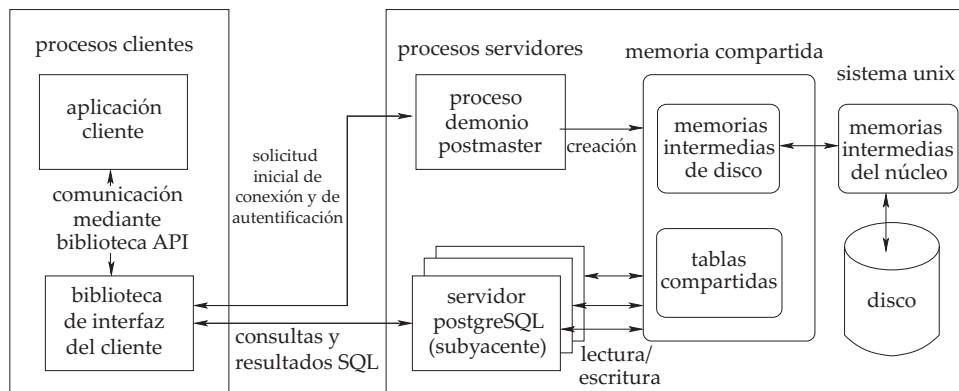 procesos clientes
aplicación
cliente
comunicación
mediante
biblioteca API
biblioteca
de interfaz
del cliente
solicitud
inicial de
conexión y de
autentificación
consultas y
resultados SQL
procesos servidores
proceso
demonio
postmaster
creación
servidor
postgreSQL
(subyacente)
lectura/
escritura
memoria compartida
memorias
intermedias
de disco
tablas
compartidas
sistema unix
memorias
intermedias
del núcleo
disco